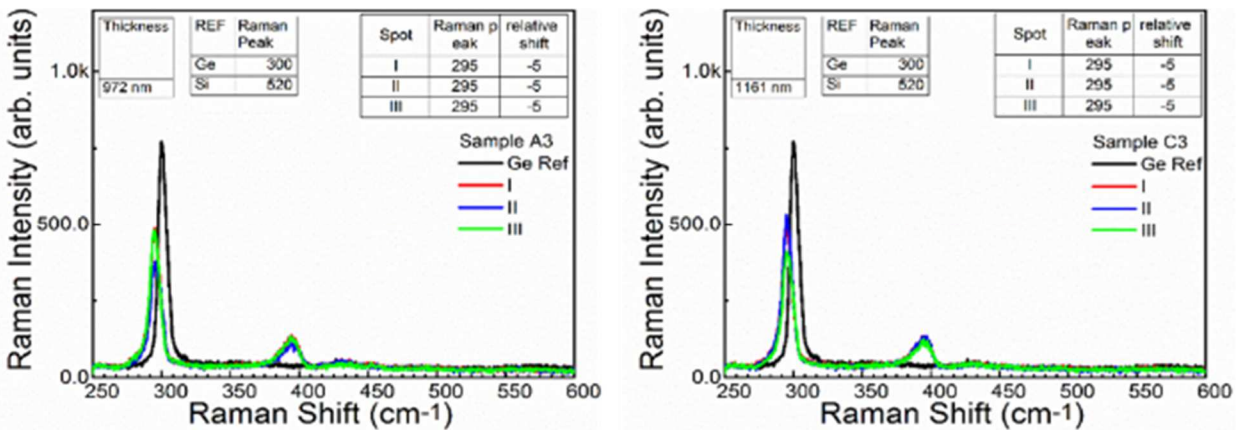 Raman Intensity (arb. units)
1.0k
500.0
0.0
Thickness
972 nm
REF Raman Peak
Ge 300
Si 520
Spot Raman p eak relative shift
I 295 -5
II 295 -5
III 295 -5
Sample A3
Ge Ref
I
II
III
250 300 350 400 450 500 550 600
Raman Shift (cm-1)
Raman Intensity (arb. units)
1.0k
500.0
0.0
Thickness
1161 nm
REF Raman Peak
Ge 300
Si 520
Spot Raman p eak relative shift
I 295 -5
II 295 -5
III 295 -5
Sample C3
Ge Ref
I
II
III
250 300 350 400 450 500 550 600
Raman Shift (cm-1)